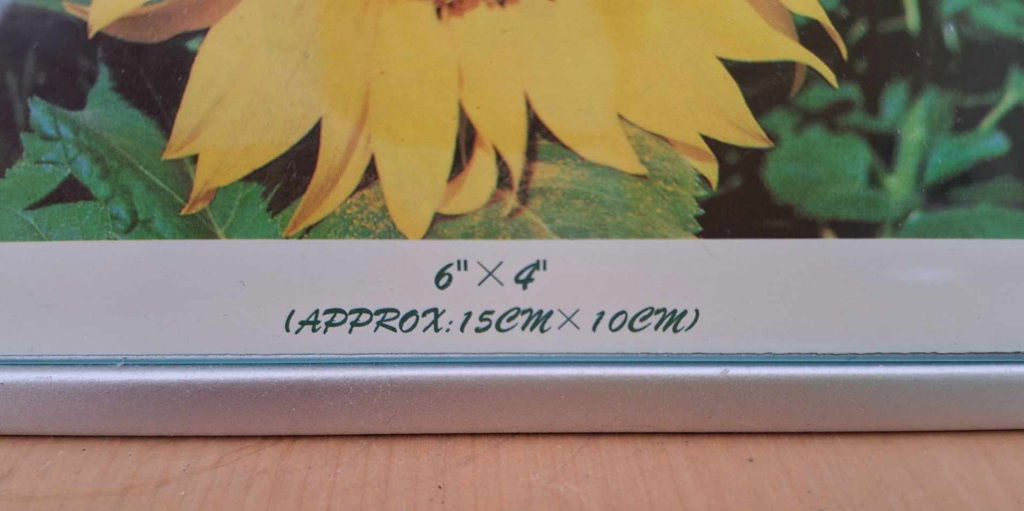 6" × 4"
(APPROX: 15CM × 10CM)